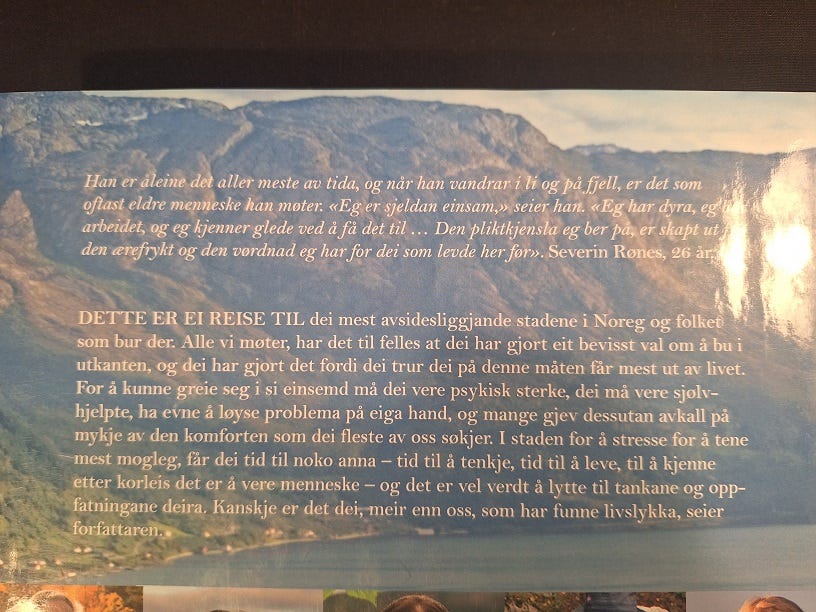 Han er åleine det aller meste av tida, og når han vandrar i li og på fjell, er det som
oftast eldre menneske han møter. «Eg er sjeldan einsam,» seier han. «Eg har dyra, eg
arbeidet, og eg kjenner glede ved å få det til … Den pliktkjensla eg ber på, er skapt ut
den ærefrykt og den vørdnad eg har for dei som levde her før». Severin Rønes, 26 år.
DETTE ER EI REISE TIL dei mest avsidesliggjande stadene i Noreg og folket
som bur der. Alle vi møter, har det til felles at dei har gjort eit bevisst val om å bu i
utkanten, og dei har gjort det fordi dei trur dei på denne måten får mest ut av livet.
For å kunne greie seg i si einsemd må dei vere psykisk sterke, dei må vere sjølv-
hjelpte, ha evne å løyse problema på eiga hand, og mange gjev dessutan avkall på
mykje av den komforten som dei fleste av oss søkjer. I staden for å stresse for å tene
mest mogleg, får dei tid til noko anna – tid til å tenkje, tid til å leve, til å kjenne
etter korleis det er å vere menneske – og det er vel verdt å lytte til tankane og opp-
fatningane deira. Kanskje er det dei, meir enn oss, som har funne livslykka, seier
forfattaren.